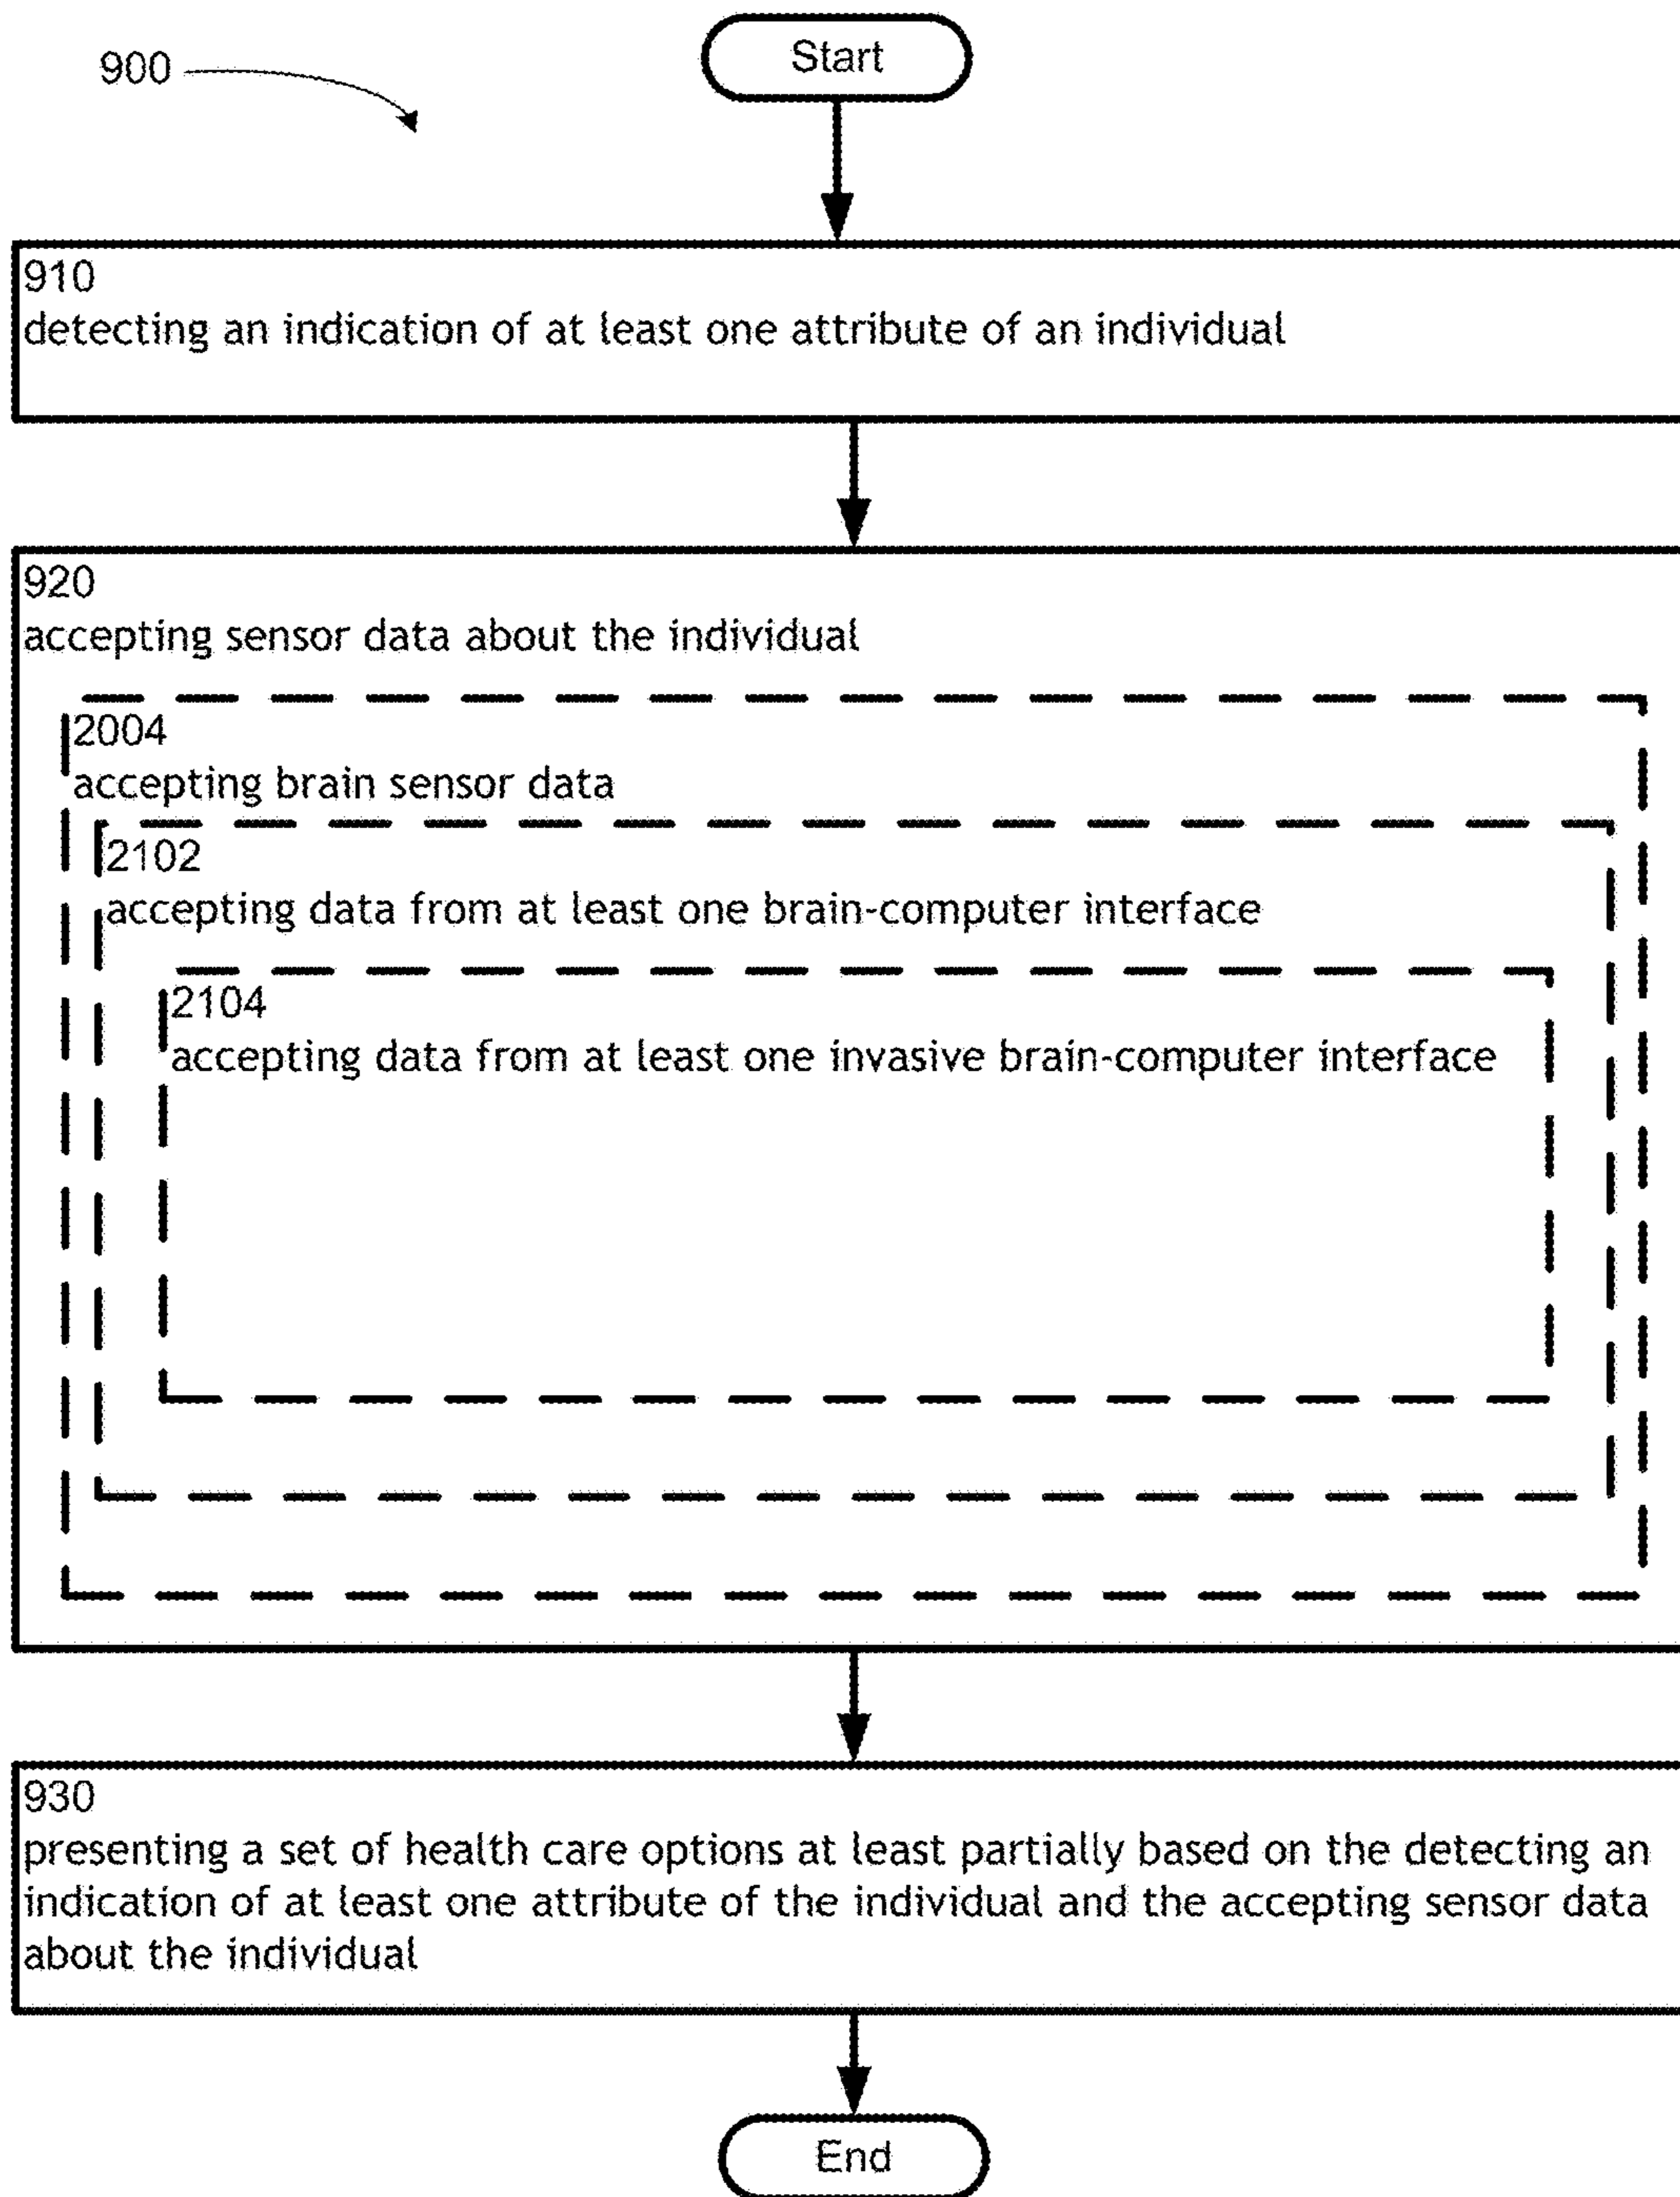 Start
900
910
detecting an indication of at least one attribute of an individual
920
accepting sensor data about the individual
2004
accepting brain sensor data
2102
accepting data from at least one brain-computer interface
2104
accepting data from at least one invasive brain-computer interface
930
presenting a set of health care options at least partially based on the detecting an
indication of at least one attribute of the individual and the accepting sensor data
about the individual
End